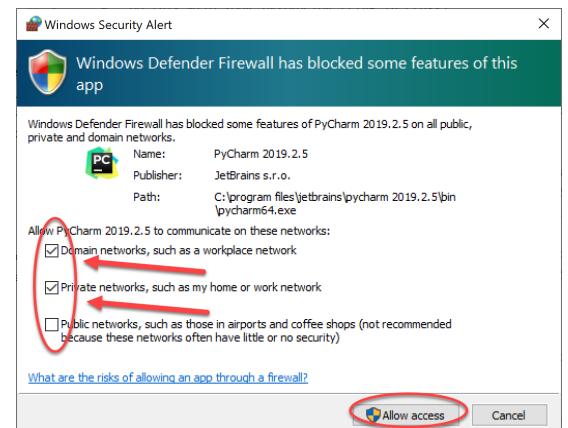 Windows Security Alert
Windows Defender Firewall has blocked some features of this
app
Windows Defender Firewall has blocked some features of PyCharm 2019.2.5 on all public,
private and domain networks.
PC
Name: PyCharm 2019.2.5
Publisher: JetBrains s.r.o.
Path: C:\program files\jetbrains\pycharm 2019.2.5\bin
\pycharm64.exe
Allow PyCharm 2019.2.5 to communicate on these networks:
Domain networks, such as a workplace network
Private networks, such as my home or work network
Public networks, such as those in airports and coffee shops (not recommended
because these networks often have little or no security)
What are the risks of allowing an app through a firewall?
Allow access
Cancel